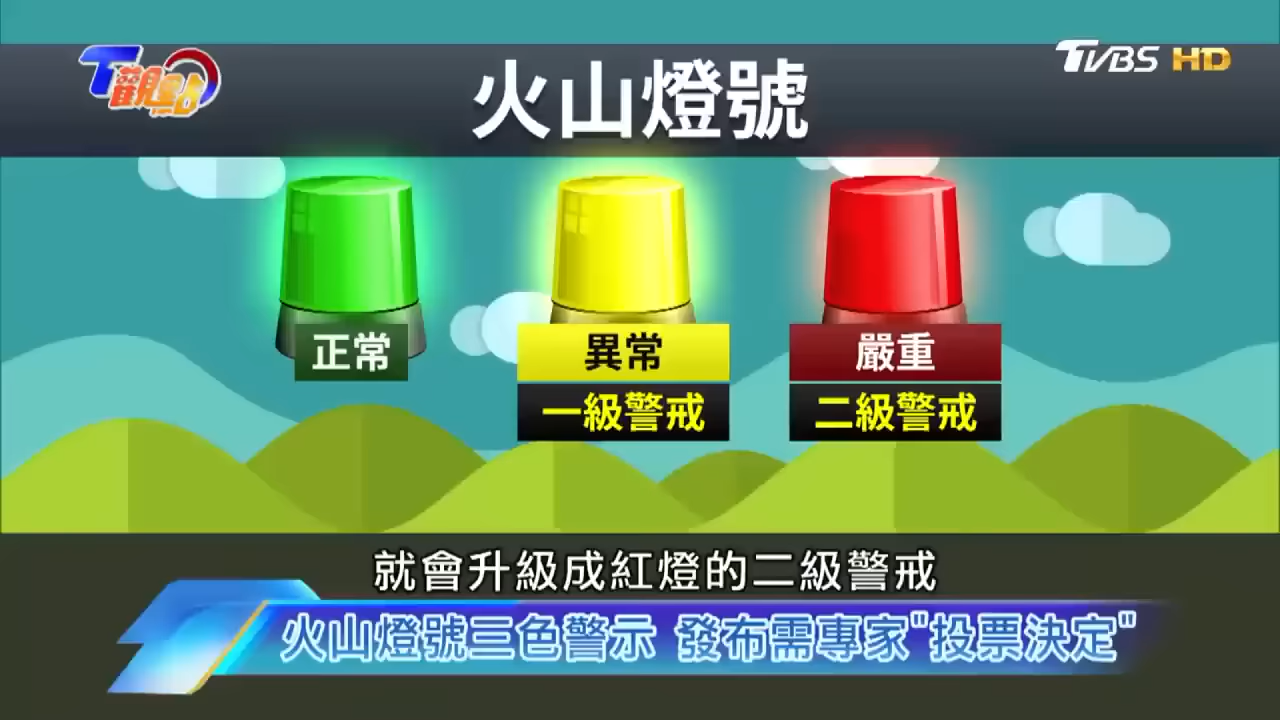 T觀點
TVBS HD
火山燈號
正常
異常
嚴重
一級警戒
二級警戒
就會升級成紅燈的二級警戒
火山燈號三色警示 發布需專家"投票決定"